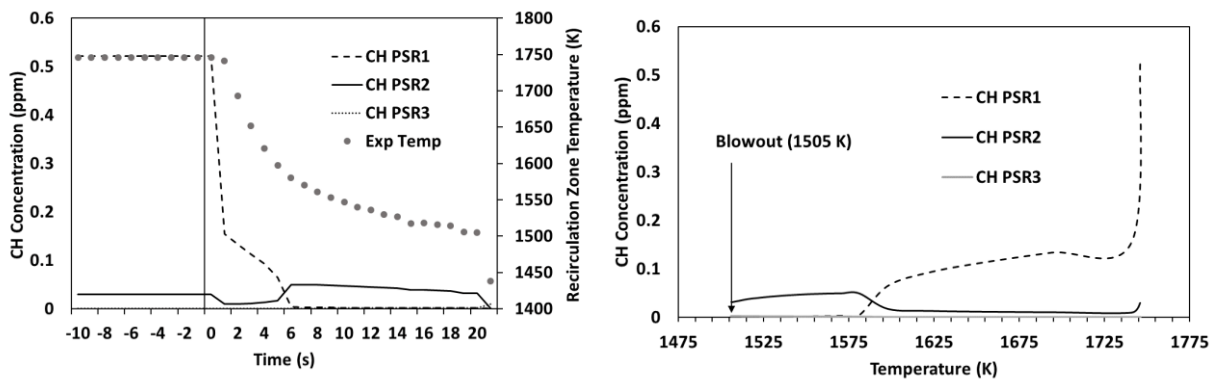 0.6
0.5
0.4
0.3
0.2
0.1
0
CH Concentration (ppm)
1800
1750
1700
1650
1600
1550
1500
1450
1400
Recirculation Zone Temperature (K)
CH PSR1
CH PSR2
CH PSR3
Exp Temp
-10 -8 -6 -4 -2 0 2 4 6 8 10 12 14 16 18 20
Time (s)
0.6
0.5
0.4
0.3
0.2
0.1
0
CH Concentration (ppm)
CH PSR1
CH PSR2
CH PSR3
Blowout (1505 K)
1475 1525 1575 1625 1675 1725 1775
Temperature (K)